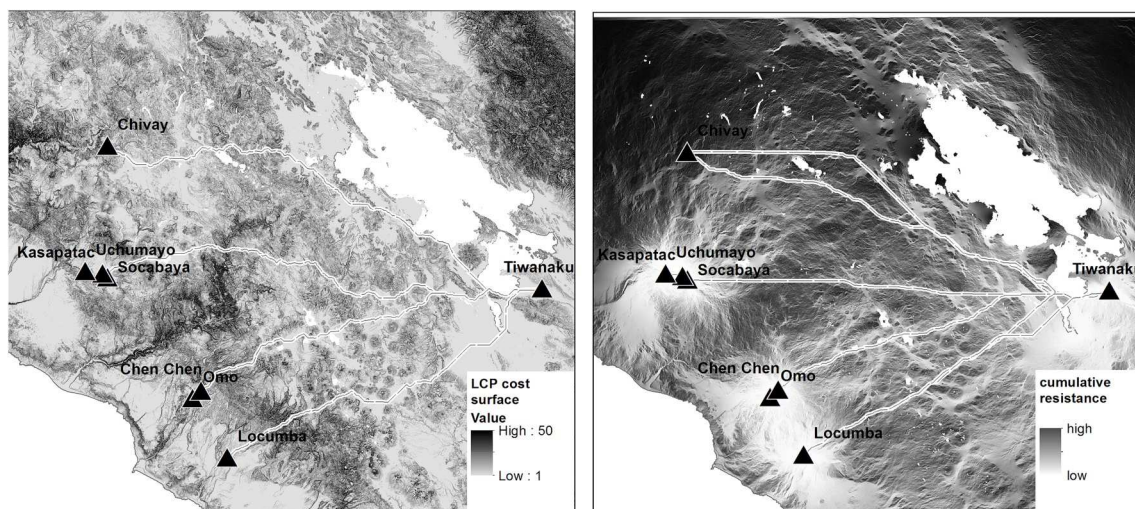 Chivay
Kasapatac
Uchumayo
Socabaya
Tiwanaku
Chen Chen
Omo
Locumba
LCP cost
surface
Value
High : 50
Low : 1
Chivay
Kasapatac
Uchumayo
Socabaya
Tiwanaku
Chen Chen
Omo
Locumba
cumulative
resistance
high
low